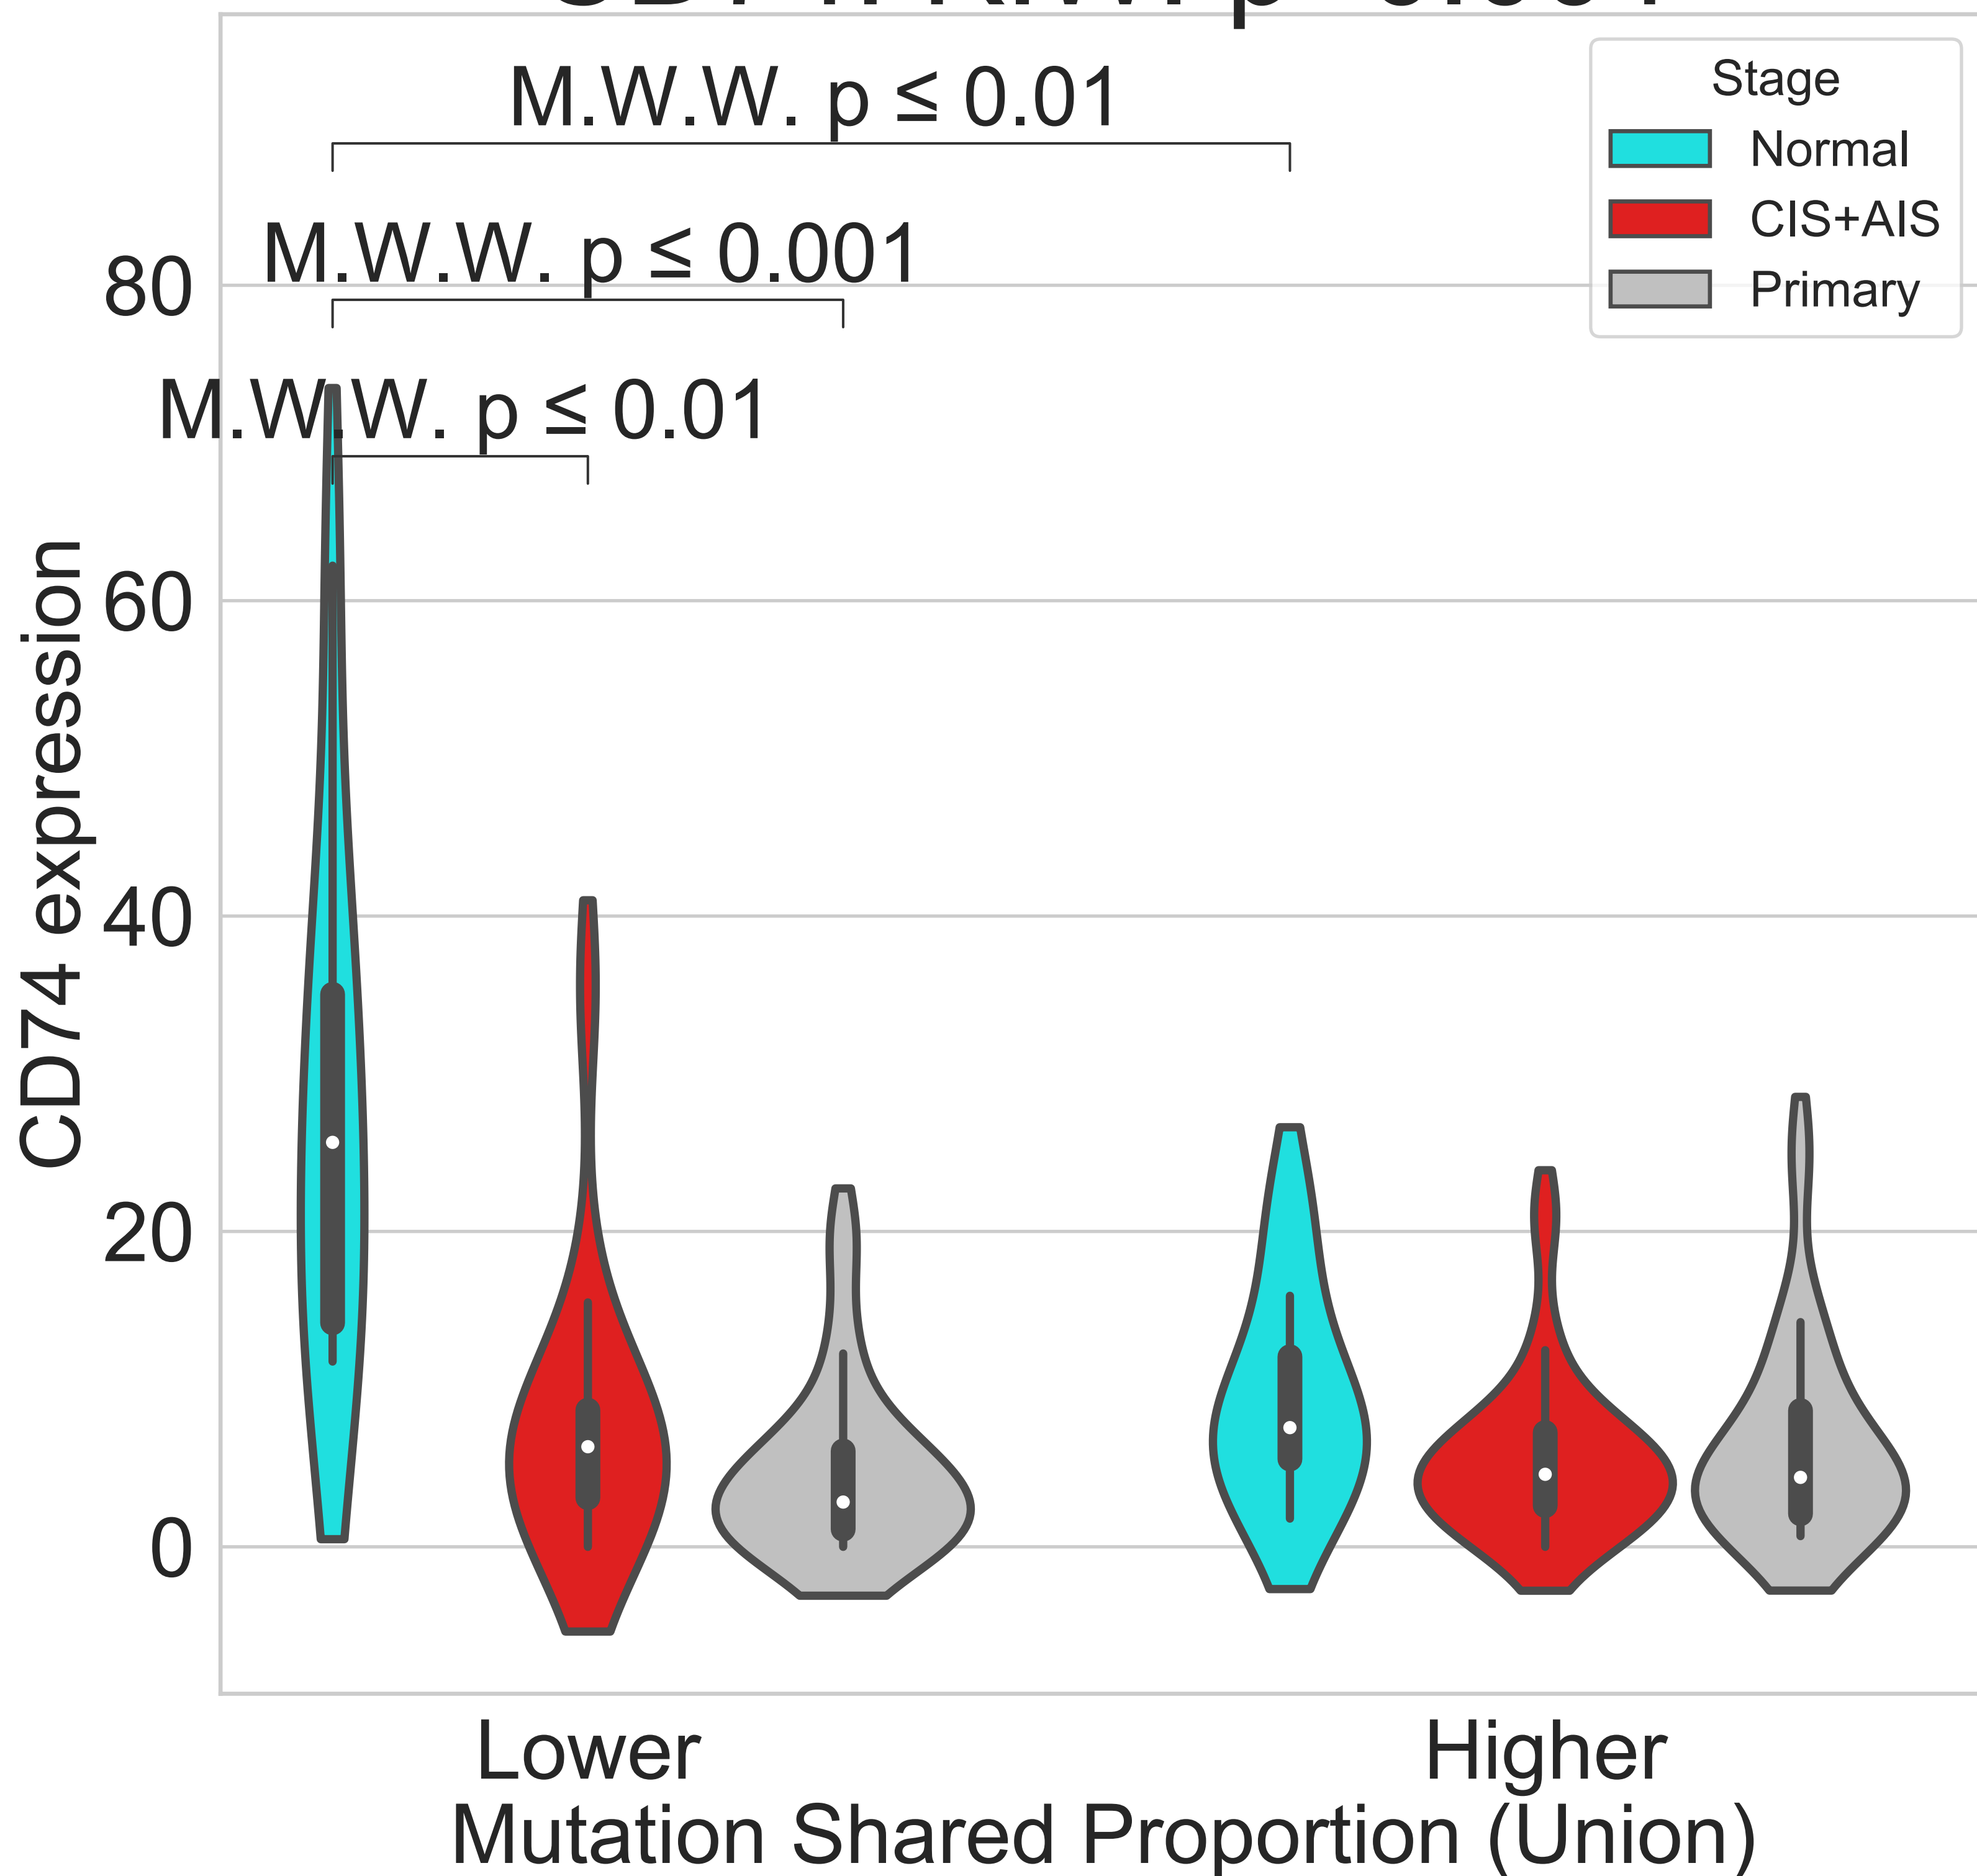 M.W.W. p ≤ 0.01
Stage
Normal
CIS+AIS
Primary
M.W.W. p ≤ 0.001
M.W.W. p ≤ 0.01
80
60
40
20
0
CD74 expression
Lower
Higher
Mutation Shared Proportion (Union)